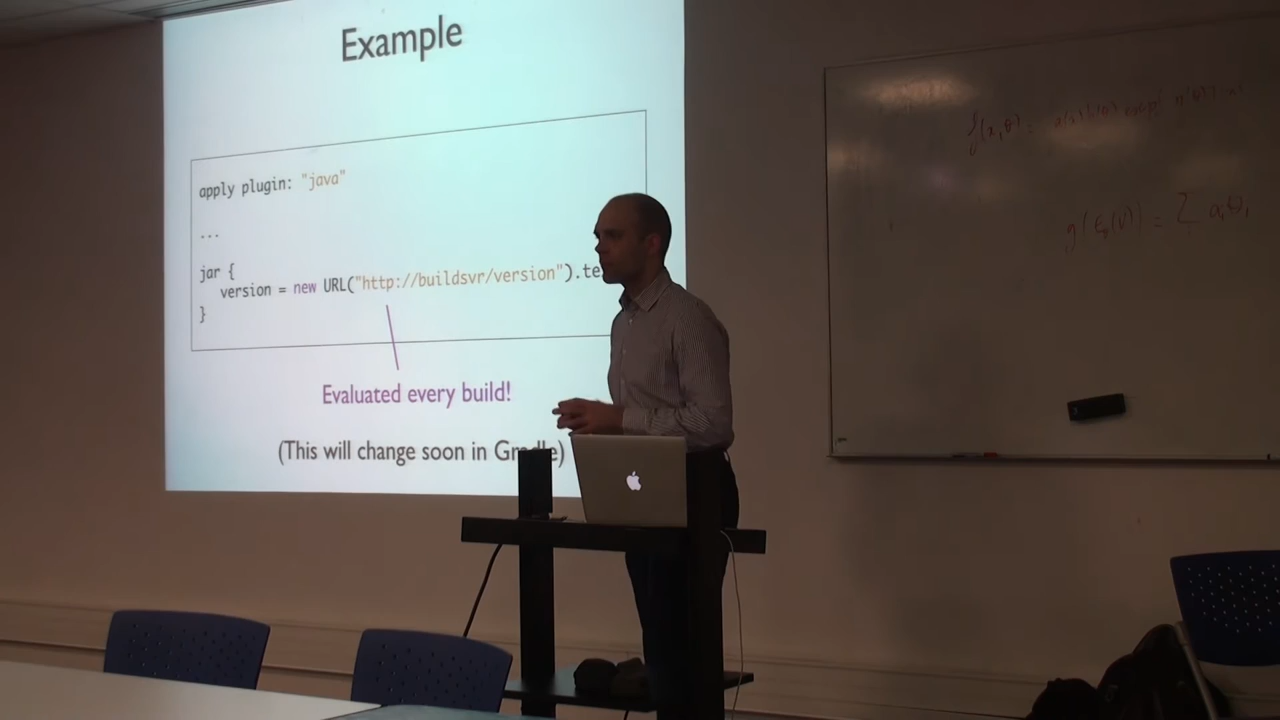 Example
apply plugin: "java"
...
jar {
version = new URL("http://buildsvr/version").te
}
Evaluated every build!
(This will change soon in Gradle)
f(x,θ) =